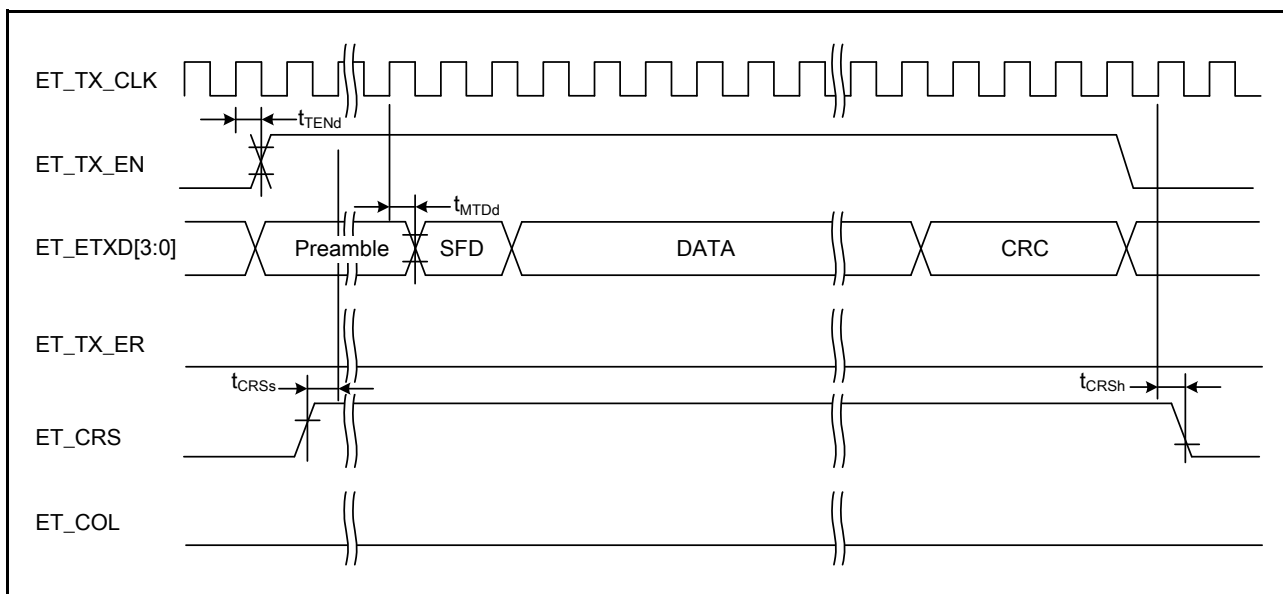 ET_TX_CLK
tTENd
ET_TX_EN
tMTDd
ET_ETXD[3:0]
Preamble
SFD
DATA
CRC
ET_TX_ER
tCRSs
tCRSh
ET_CRS
ET_COL